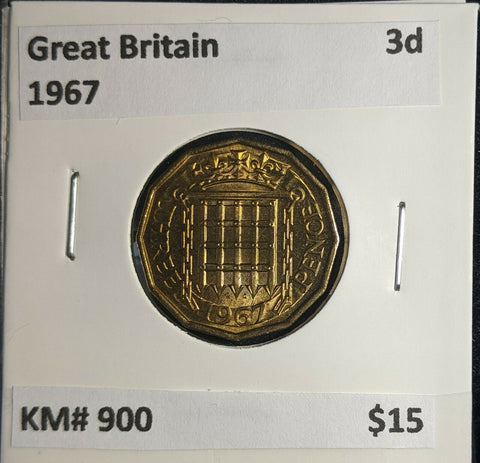 Great Britain 3d
1967
THREE PENCE
1967
KM# 900 $15